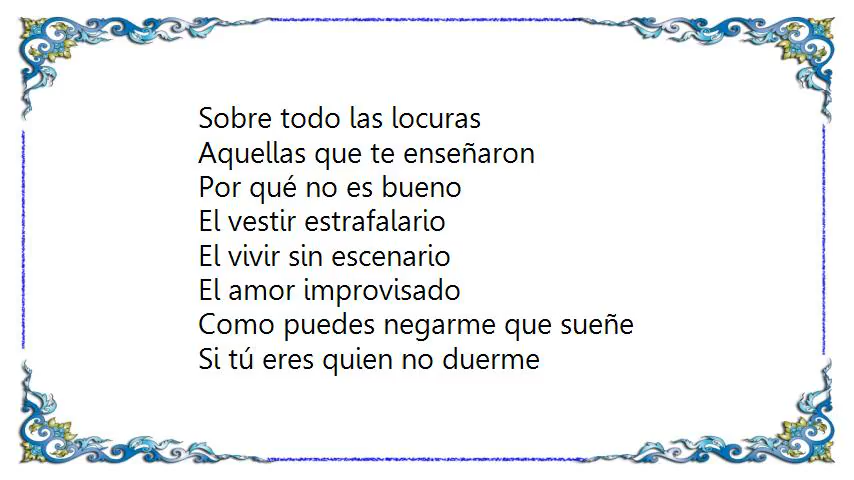 Sobre todo las locuras
Aquellas que te enseñaron
Por qué no es bueno
El vestir estrafalario
El vivir sin escenario
El amor improvisado
Como puedes negarme que sueñe
Si tú eres quien no duerme